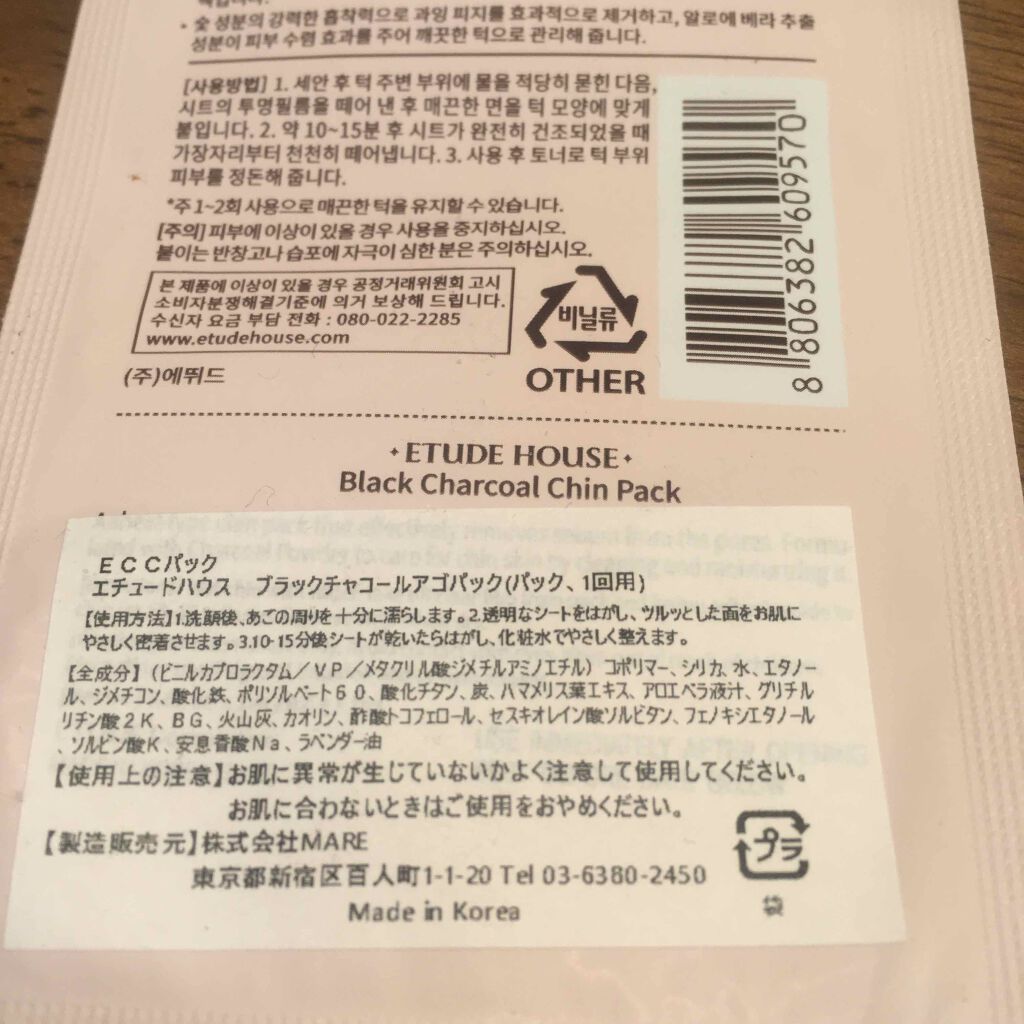 · 숯 성분의 강력한 흡착력으로 과잉 피지를 효과적으로 제거하고, 알로에 베라 추출
성분이 피부 수렴 효과를 주어 깨끗한 턱으로 관리해 줍니다.
[사용방법] 1. 세안 후 턱 주변 부위에 물을 적당히 묻힌 다음,
시트의 투명필름을 떼어 낸 후 매끈한 면을 턱 모양에 맞게
붙입니다. 2. 약 10~15분 후 시트가 완전히 건조되었을 때
가장자리부터 천천히 떼어냅니다. 3. 사용 후 토너로 턱 부위
피부를 정돈해 줍니다.
*주 1~2회 사용으로 매끈한 턱을 유지할 수 있습니다.
[주의] 피부에 이상이 있을 경우 사용을 중지하십시오.
붙이는 반창고나 습포에 자극이 심한 분은 주의하십시오.
본 제품에 이상이 있을 경우 공정거래위원회 고시
소비자분쟁해결기준에 의거 보상해 드립니다.
수신자 요금 부담 전화 : 080-022-2285
www.etudehouse.com
(주)에뛰드
비닐류
OTHER
8 806382 609570
ETUDE HOUSE
Black Charcoal Chin Pack
ECCパック
エチュードハウス ブラックチャコールアゴパック(パック、1回用)
【使用方法】1.洗顔後、あごの周りを十分に濡らします。2.透明なシートをはがし、ツルッとした面をお肌に
やさしく密着させます。3.10-15分後シートが乾いたらはがし、化粧水でやさしく整えます。
【全成分】(ビニルカプロラクタム/VP/メタクリル酸ジメチルアミノエチル) コポリマー、シリカ、水、エタノー
ル、ジメチコン、酸化鉄、ポリソルベート60、酸化チタン、炭、ハマメリス葉エキス、アロエベラ液汁、グリチル
リチン酸2K、BG、火山灰、カオリン、酢酸トコフェロール、セスキオレイン酸ソルビタン、フェノキシエタノール
、ソルビン酸K、安息香酸Na、ラベンダー油
【使用上の注意】お肌に異常が生じていないかよく注意して使用してください。
お肌に合わないときはご使用をおやめください。
【製造販売元】株式会社MARE
東京都新宿区百人町1-1-20 Tel 03-6380-2450
Made in Korea
プラ
袋